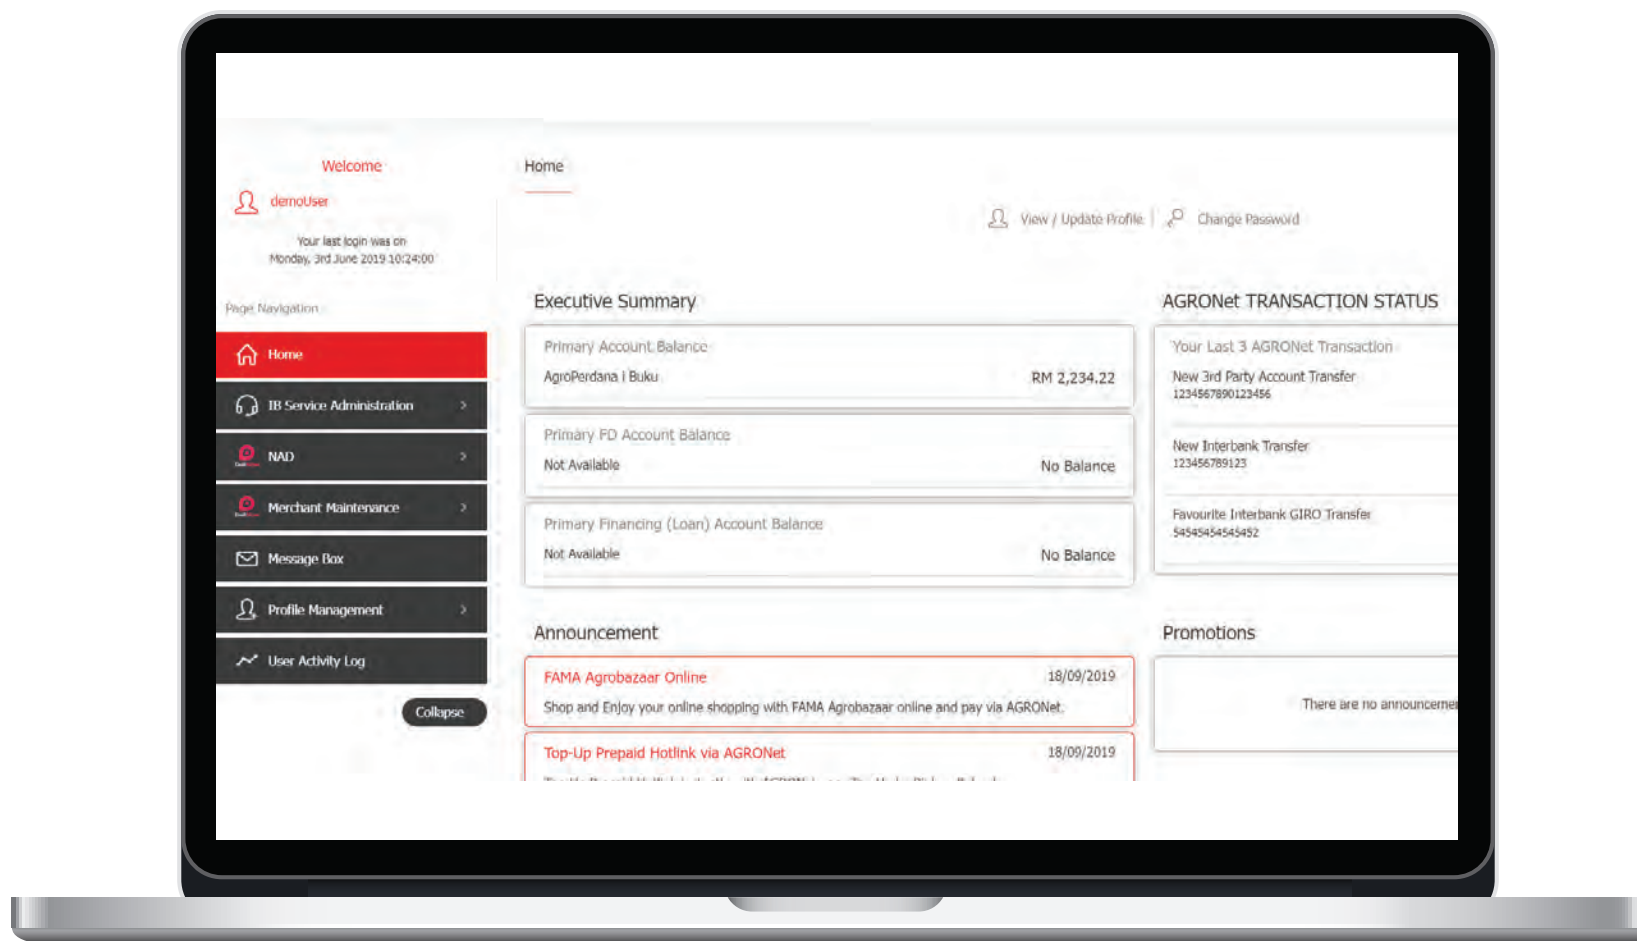 Welcome
demoUser
Your last login was on
Monday, 3rd June 2019 10:24:00
Page Navigation
Home
IB Service Administration
NAD
Merchant Maintenance
Message Box
Profile Management
User Activity Log
Collapse
Home
View / Update Profile | Change Password
Executive Summary
Primary Account Balance
AgroPerdana i Buku RM 2,234.22
Primary FD Account Balance
Not Available No Balance
Primary Financing (Loan) Account Balance
Not Available No Balance
AGRONet TRANSACTION STATUS
Your Last 3 AGRONet Transaction
New 3rd Party Account Transfer
1234567890123456
New Interbank Transfer
123456789123
Favourite Interbank GIRO Transfer
54545454545452
Announcement
FAMA Agrobazaar Online 18/09/2019
Shop and Enjoy your online shopping with FAMA Agrobazaar online and pay via AGRONet.
Top-Up Prepaid Hotlink via AGRONet 18/09/2019
Promotions
There are no announcemen